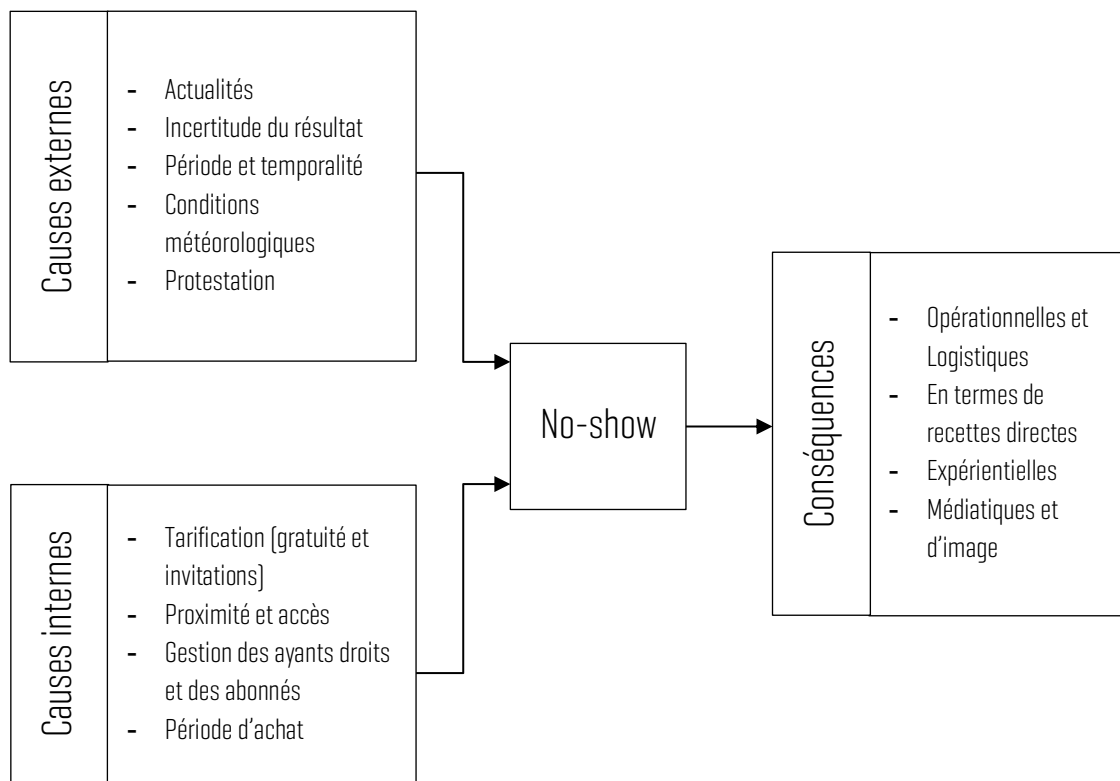 Causes externes
- Actualités
- Incertitude du résultat
- Période et temporalité
- Conditions
météorologiques
- Protestation
Causes internes
- Tarification (gratuité et
invitations)
- Proximité et accès
- Gestion des ayants droits
et des abonnés
- Période d'achat
No-show
Conséquences
- Opérationnelles et
Logistiques
- En termes de
recettes directes
- Expérientielles
- Médiatiques et
d'image